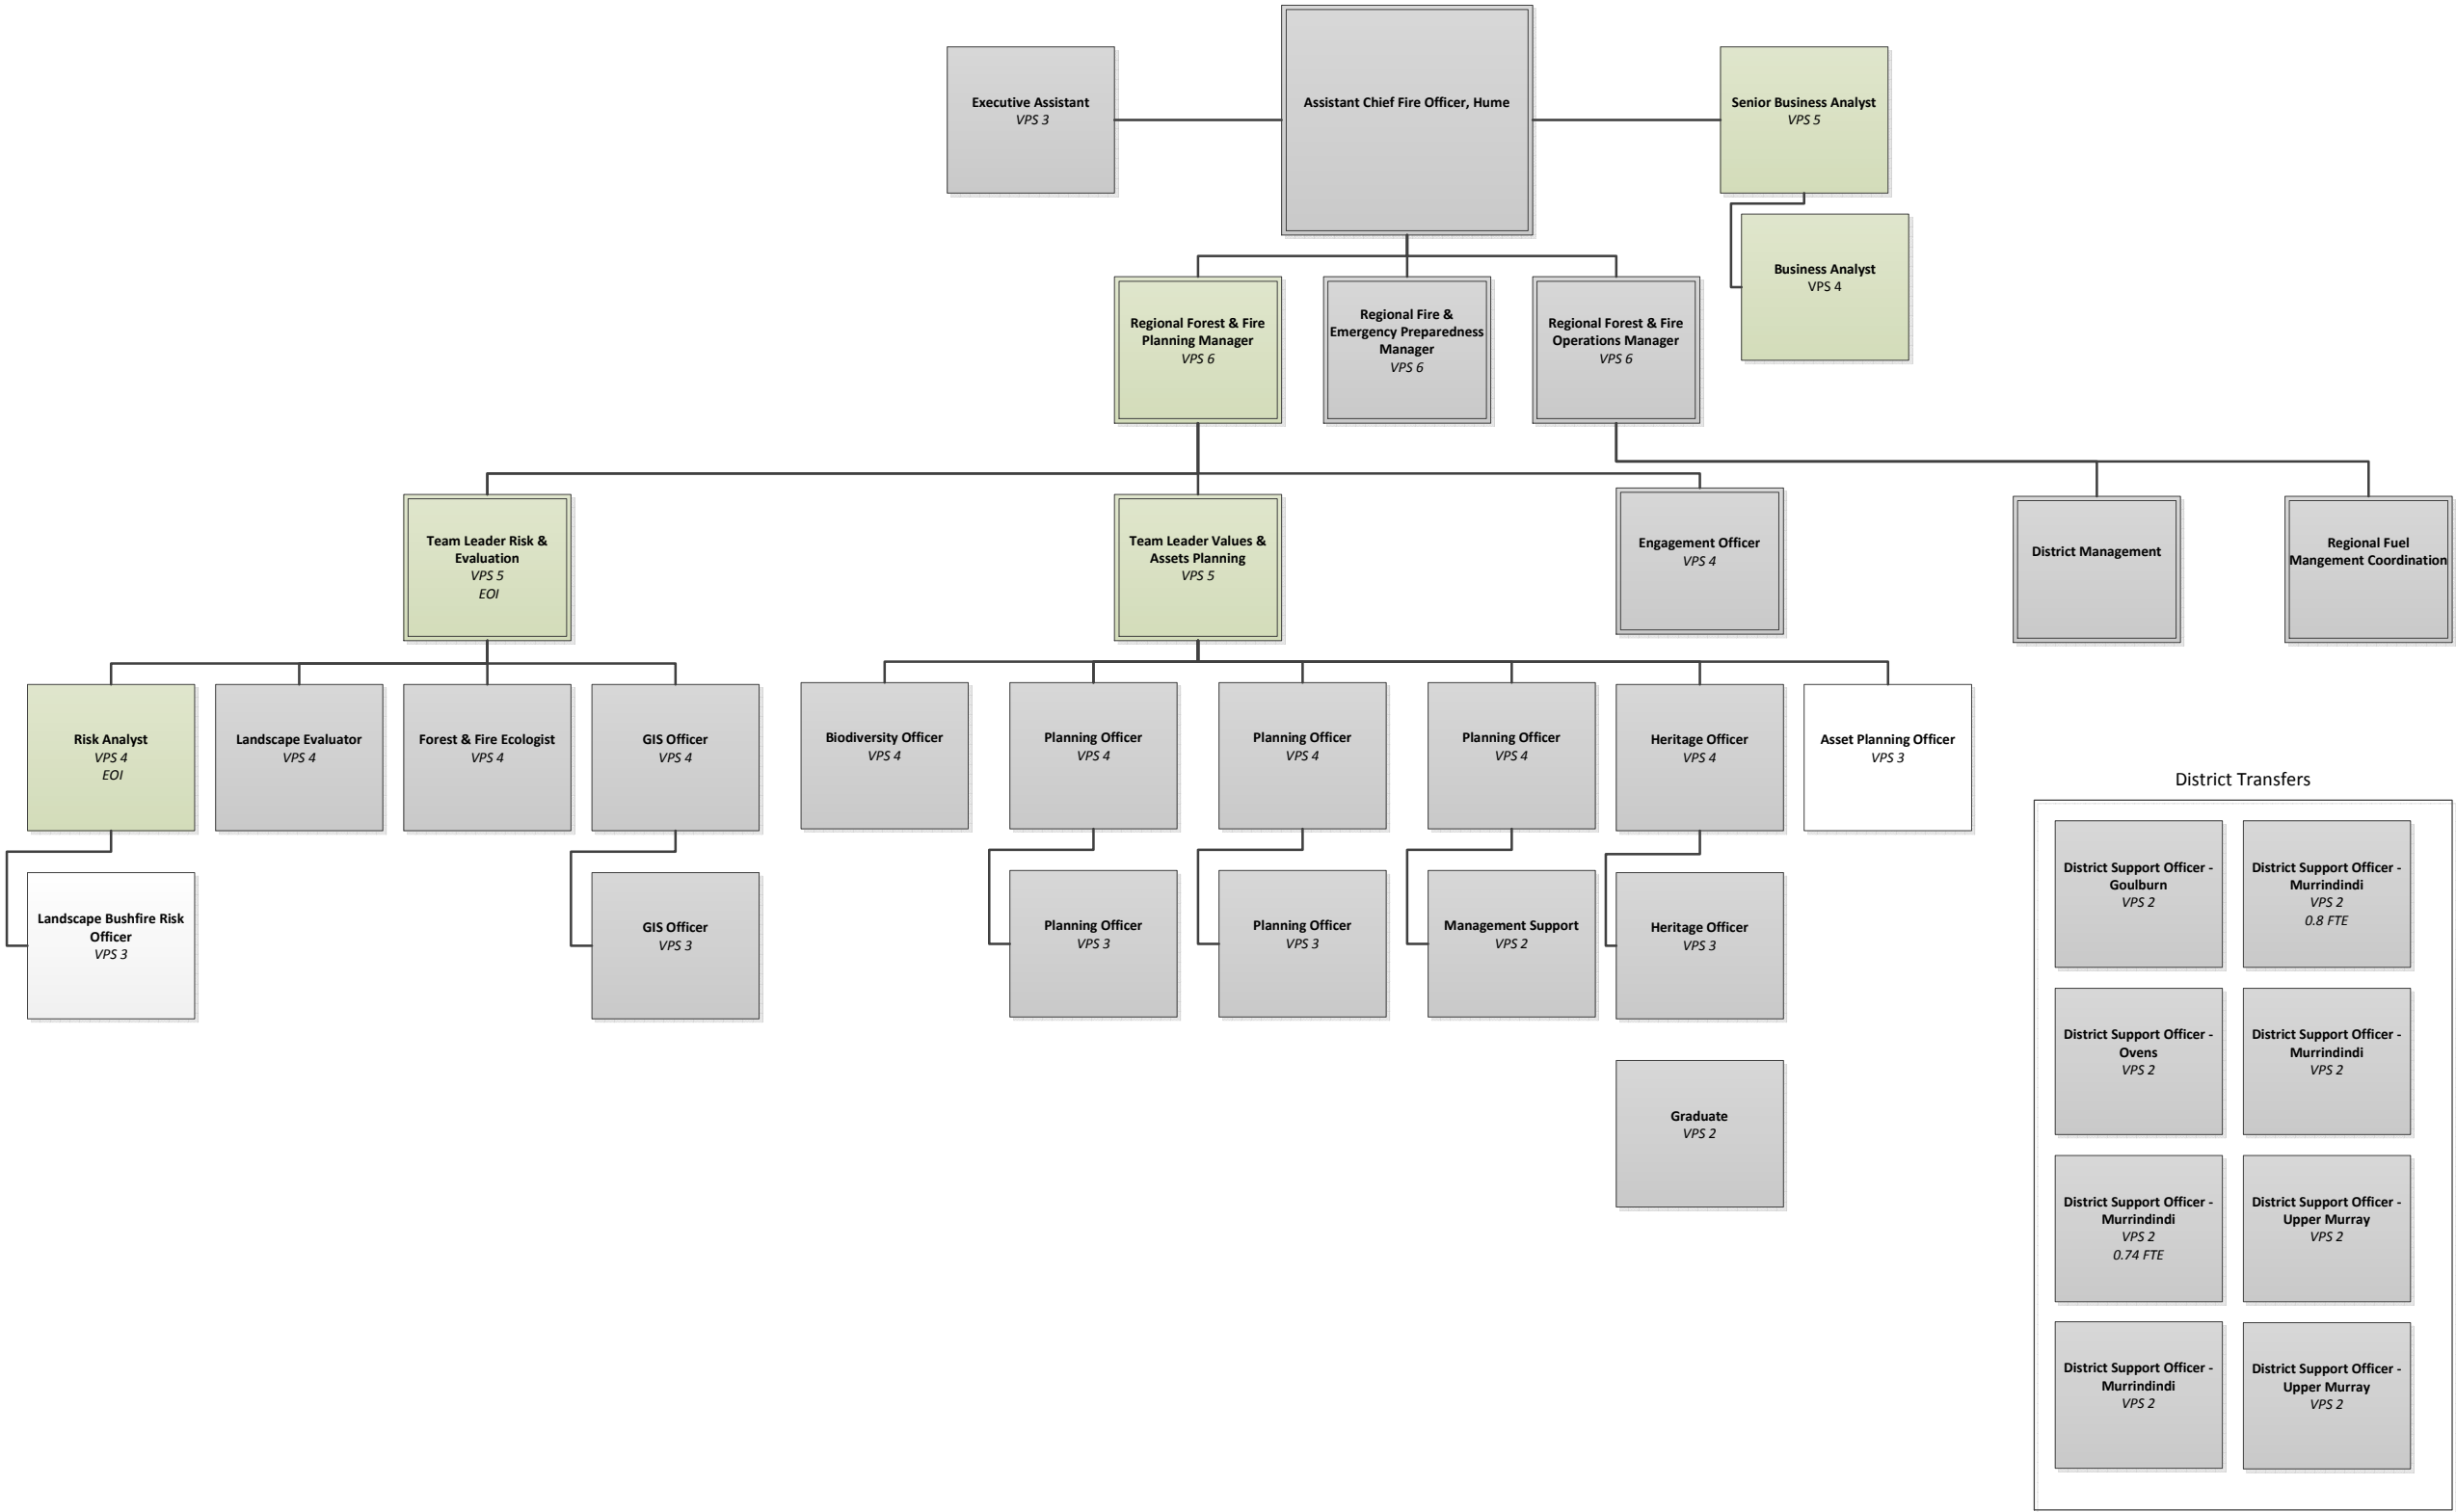 Executive Assistant
VPS 3
Assistant Chief Fire Officer, Hume
Senior Business Analyst
VPS 5
Business Analyst
VPS 4
Regional Forest & Fire
Planning Manager
VPS 6
Regional Fire &
Emergency Preparedness
Manager
VPS 6
Regional Forest & Fire
Operations Manager
VPS 6
Team Leader Risk &
Evaluation
VPS 5
EOI
Team Leader Values &
Assets Planning
VPS 5
Engagement Officer
VPS 4
District Management
Regional Fuel
Mangement Coordination
Risk Analyst
VPS 4
EOI
Landscape Evaluator
VPS 4
Forest & Fire Ecologist
VPS 4
GIS Officer
VPS 4
Biodiversity Officer
VPS 4
Planning Officer
VPS 4
Planning Officer
VPS 4
Planning Officer
VPS 4
Heritage Officer
VPS 4
Asset Planning Officer
VPS 3
Landscape Bushfire Risk
Officer
VPS 3
GIS Officer
VPS 3
Planning Officer
VPS 3
Planning Officer
VPS 3
Management Support
VPS 2
Heritage Officer
VPS 3
Graduate
VPS 2
District Transfers
District Support Officer -
Goulburn
VPS 2
District Support Officer -
Murrindindi
VPS 2
0.8 FTE
District Support Officer -
Ovens
VPS 2
District Support Officer -
Murrindindi
VPS 2
District Support Officer -
Murrindindi
VPS 2
0.74 FTE
District Support Officer -
Upper Murray
VPS 2
District Support Officer -
Murrindindi
VPS 2
District Support Officer -
Upper Murray
VPS 2